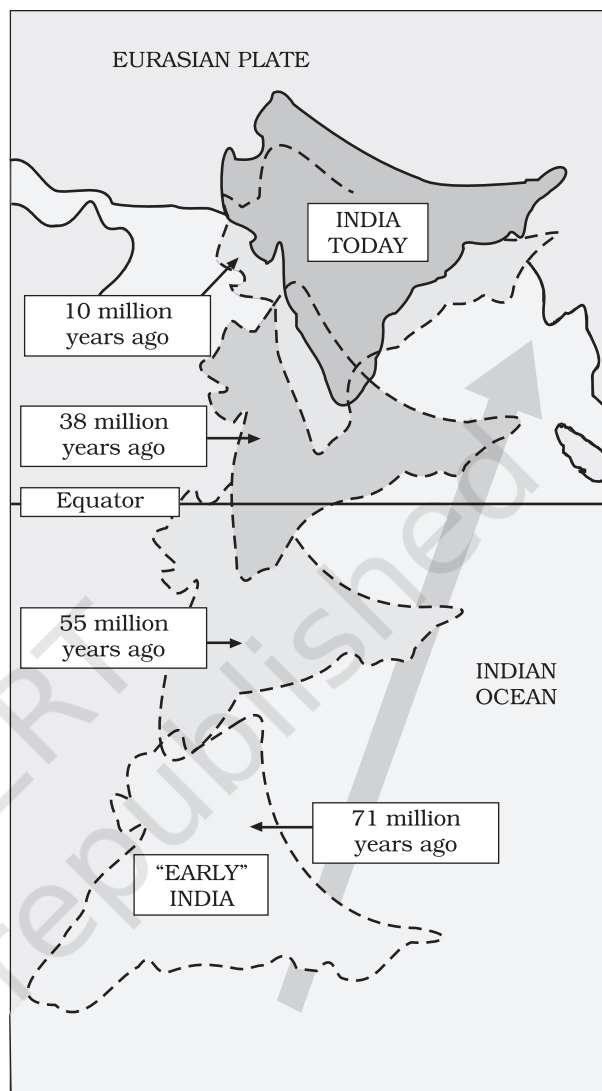 EURASIAN PLATE
INDIA
TODAY
10 million
years ago
38 million
years ago
Equator
55 million
years ago
INDIAN
OCEAN
71 million
years ago
"EARLY"
INDIA
republished